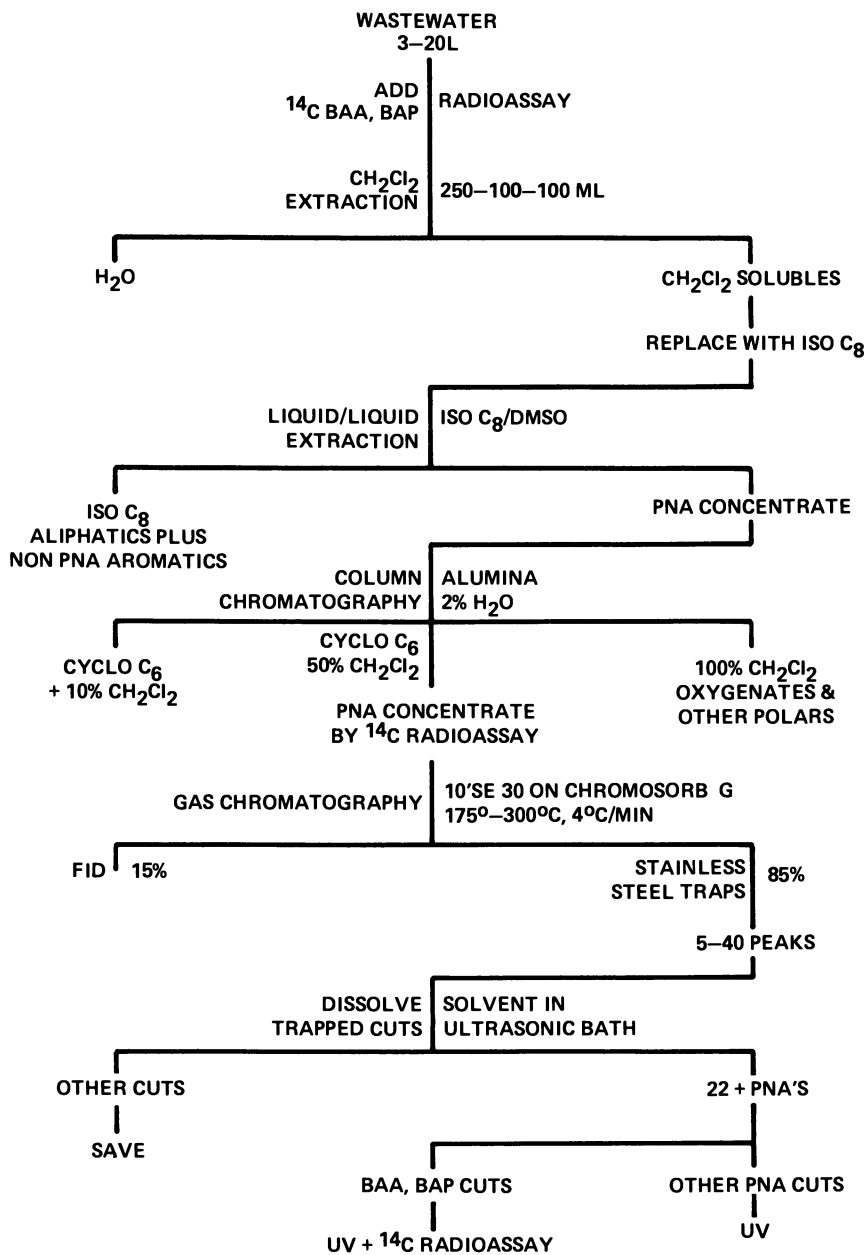 WASTEWATER
3–20L
ADD
¹⁴C BAA, BAP
RADIOASSAY
CH₂Cl₂
EXTRACTION
250–100–100 ML
H₂O
CH₂Cl₂ SOLUBLES
REPLACE WITH ISO C₈
LIQUID/LIQUID
EXTRACTION
ISO C₈/DMSO
ISO C₈
ALIPHATICS PLUS
NON PNA AROMATICS
PNA CONCENTRATE
COLUMN
CHROMATOGRAPHY
ALUMINA
2% H₂O
CYCLO C₆
+ 10% CH₂Cl₂
CYCLO C₆
50% CH₂Cl₂
100% CH₂Cl₂
OXYGENATES &
OTHER POLARS
PNA CONCENTRATE
BY ¹⁴C RADIOASSAY
GAS CHROMATOGRAPHY
10'SE 30 ON CHROMOSORB G
175⁰–300⁰C, 4⁰C/MIN
FID
15%
STAINLESS
STEEL TRAPS
85%
5–40 PEAKS
DISSOLVE
TRAPPED CUTS
SOLVENT IN
ULTRASONIC BATH
OTHER CUTS
SAVE
22 + PNA'S
BAA, BAP CUTS
UV + ¹⁴C RADIOASSAY
OTHER PNA CUTS
UV